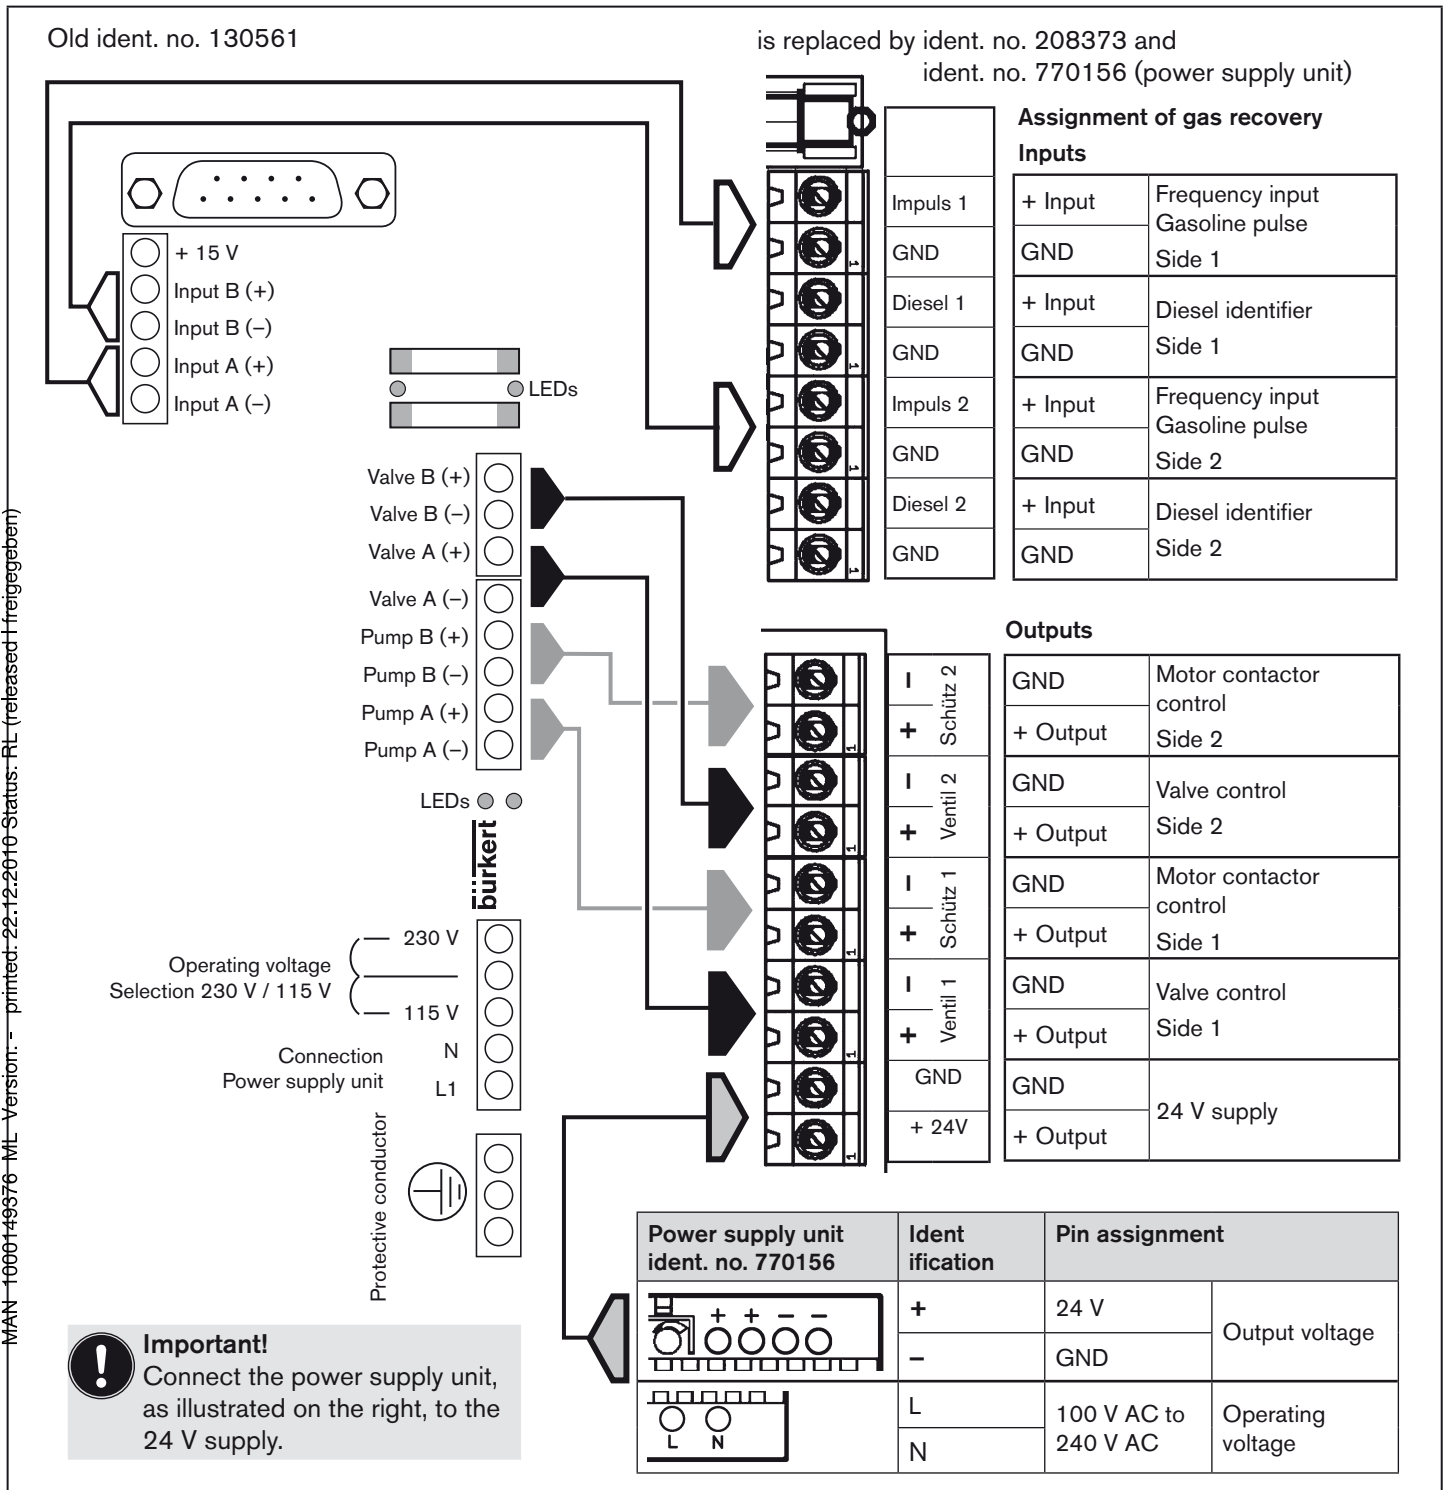 Old ident. no. 130561
is replaced by ident. no. 208373 and
ident. no. 770156 (power supply unit)
+ 15 V
Input B (+)
Input B (–)
Input A (+)
Input A (–)
LEDs
Valve B (+)
Valve B (–)
Valve A (+)
Valve A (–)
Pump B (+)
Pump B (–)
Pump A (+)
Pump A (–)
LEDs
bürkert
230 V
Operating voltage
Selection 230 V / 115 V
115 V
Connection
Power supply unit
N
L1
Protective conductor
Important!
Connect the power supply unit,
as illustrated on the right, to the
24 V supply.
Assignment of gas recovery
Inputs
Impuls 1 + Input Frequency input
Gasoline pulse
GND GND Side 1
Diesel 1 + Input Diesel identifier
GND GND Side 1
Impuls 2 + Input Frequency input
Gasoline pulse
GND GND Side 2
Diesel 2 + Input Diesel identifier
GND GND Side 2
1
1
1
1
Outputs
– Schütz 2 GND Motor contactor
control
+ + Output Side 2
– Ventil 2 GND Valve control
+ + Output Side 2
– Schütz 1 GND Motor contactor
control
+ + Output Side 1
– Ventil 1 GND Valve control
+ + Output Side 1
GND GND 24 V supply
+ 24V + Output
1
1
1
1
1
Power supply unit Ident Pin assignment
ident. no. 770156 ification
+ + – –
+ 24 V Output voltage
– GND
L N
L 100 V AC to Operating
N 240 V AC voltage
MAN 1000149376 ML Version: - printed: 22.12.2010 Status: RL (released | freigegeben)